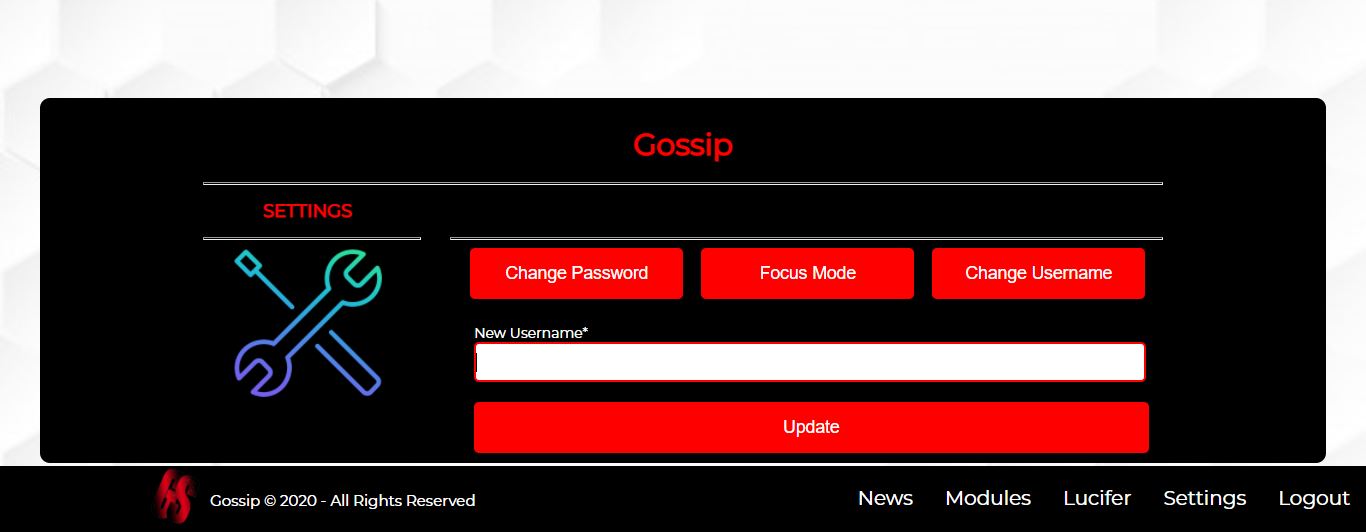 Gossip
SETTINGS
Change Password Focus Mode Change Username
New Username*
Update
Gossip © 2020 - All Rights Reserved News Modules Lucifer Settings Logout